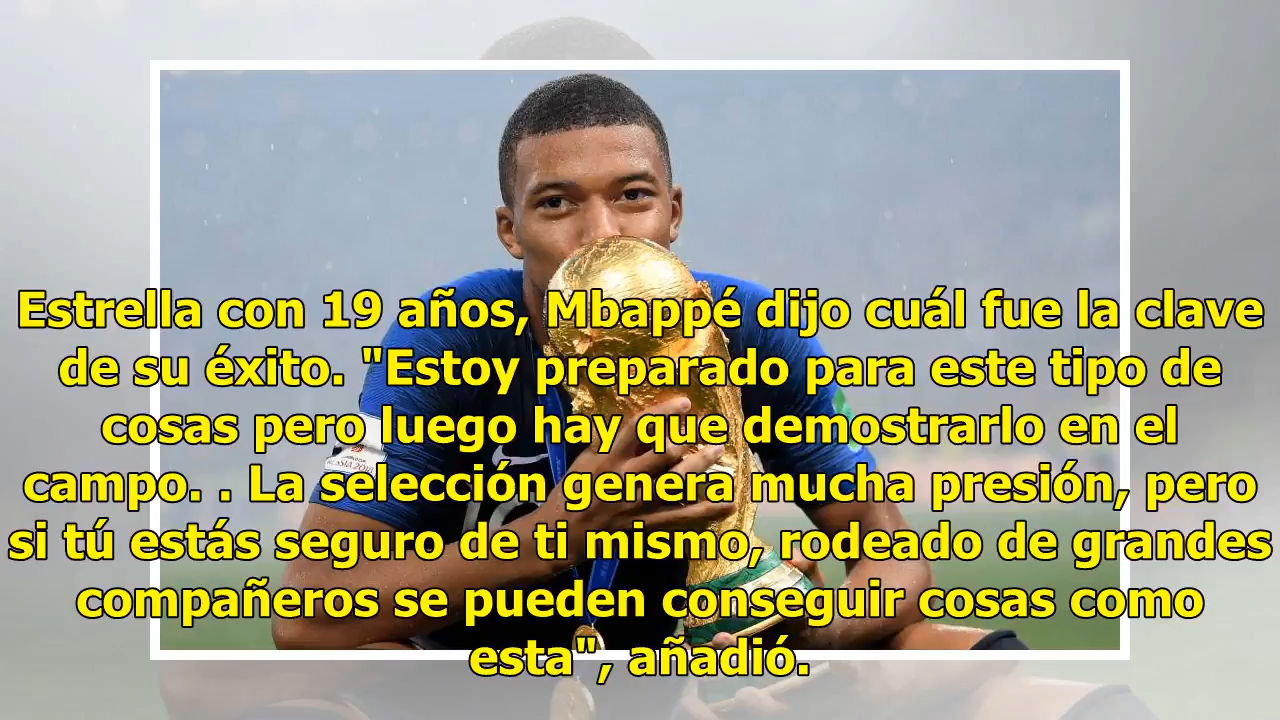 Estrella con 19 años, Mbappé dijo cuál fue la clave
de su éxito. "Estoy preparado para este tipo de
cosas pero luego hay que demostrarlo en el
campo. . La selección genera mucha presión, pero
si tú estás seguro de ti mismo, rodeado de grandes
compañeros se pueden conseguir cosas como
esta", añadió.